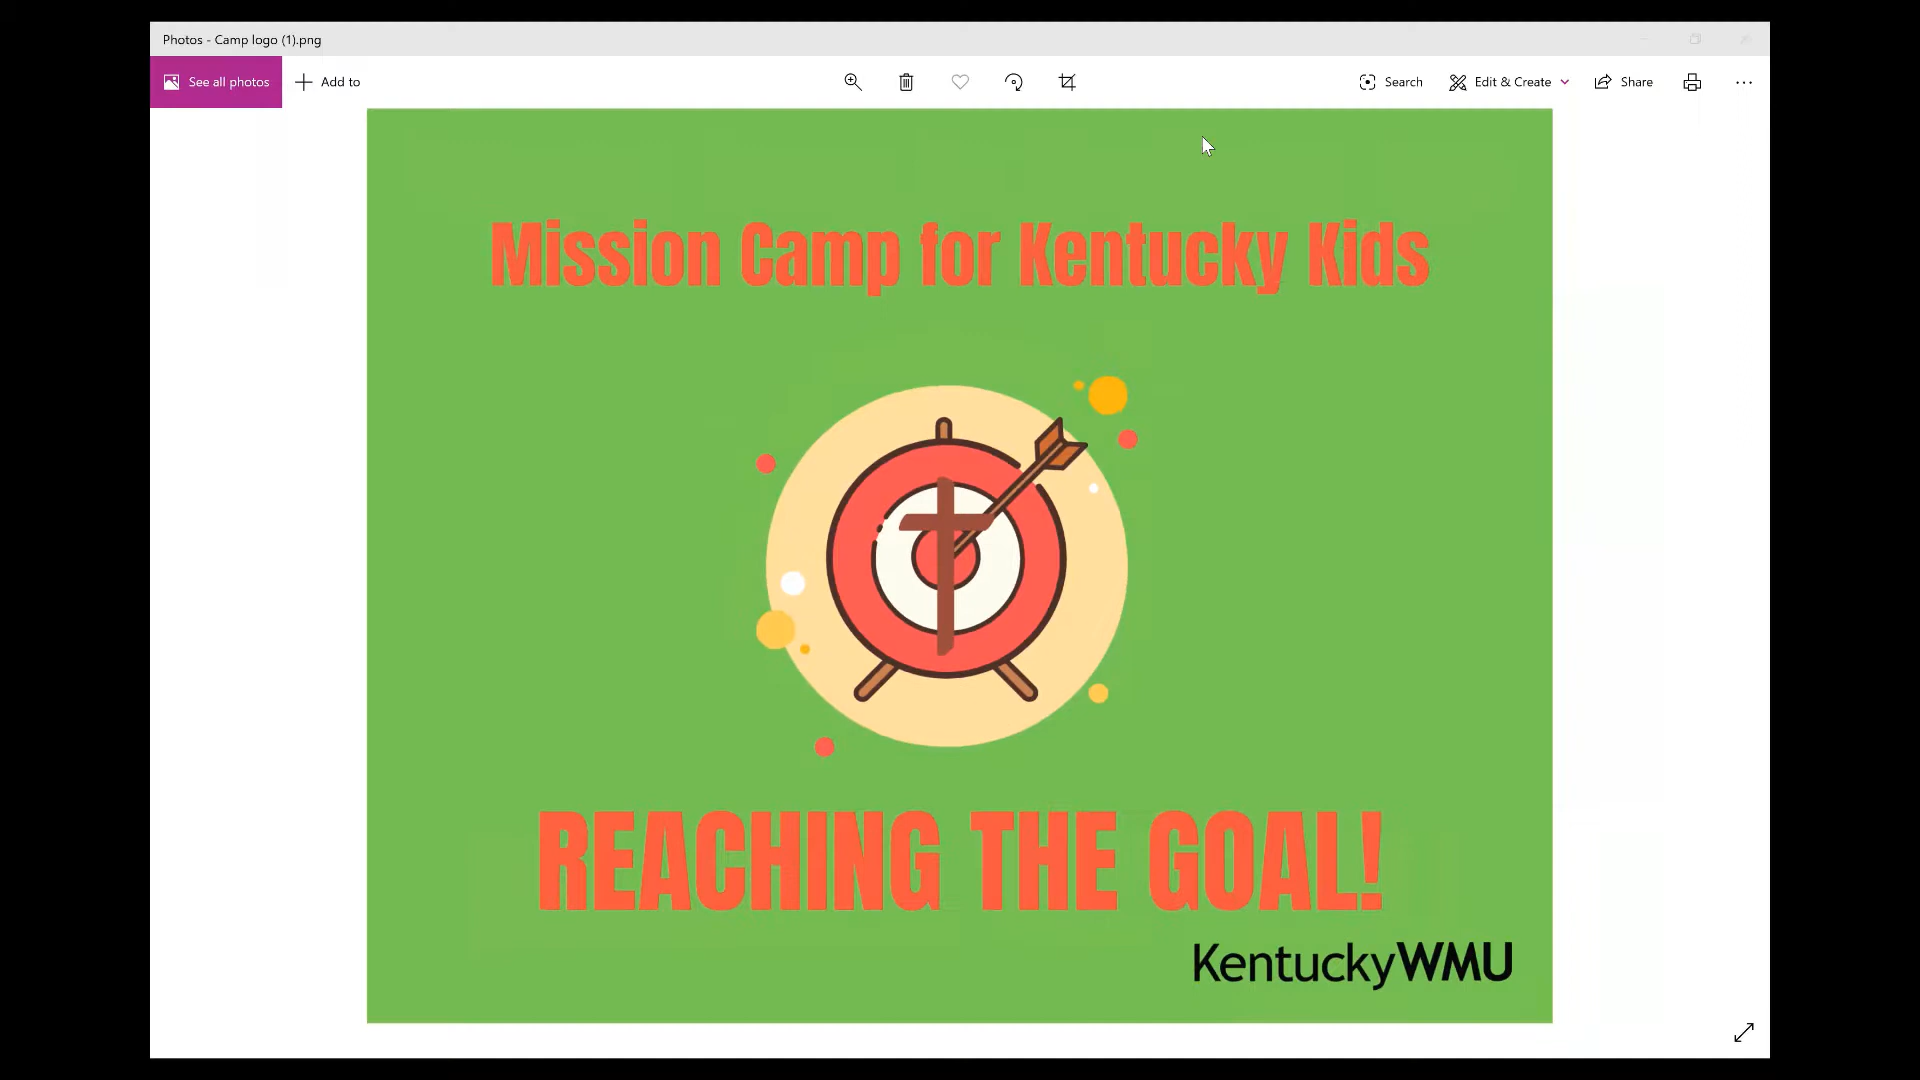 Photos - Camp logo (1).png
See all photos
Add to
Search
Edit & Create
Share
Mission Camp for Kentucky Kids
REACHING THE GOAL!
KentuckyWMU